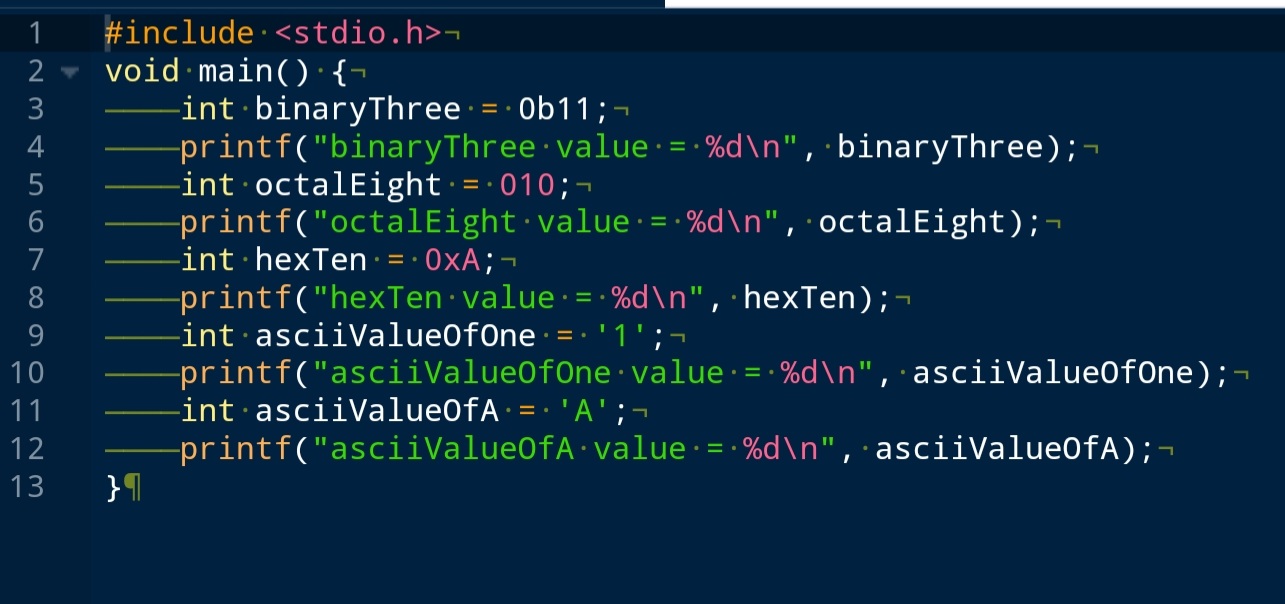 1 #include <stdio.h>¬
2 void main() {¬
3 ————int binaryThree = 0b11;¬
4 ————printf("binaryThree value = %d\n", binaryThree);¬
5 ————int octalEight = 010;¬
6 ————printf("octalEight value = %d\n", octalEight);¬
7 ————int hexTen = 0xA;¬
8 ————printf("hexTen value = %d\n", hexTen);¬
9 ————int asciiValueOfOne = '1';¬
10 ————printf("asciiValueOfOne value = %d\n", asciiValueOfOne);¬
11 ————int asciiValueOfA = 'A';¬
12 ————printf("asciiValueOfA value = %d\n", asciiValueOfA);¬
13 }¶